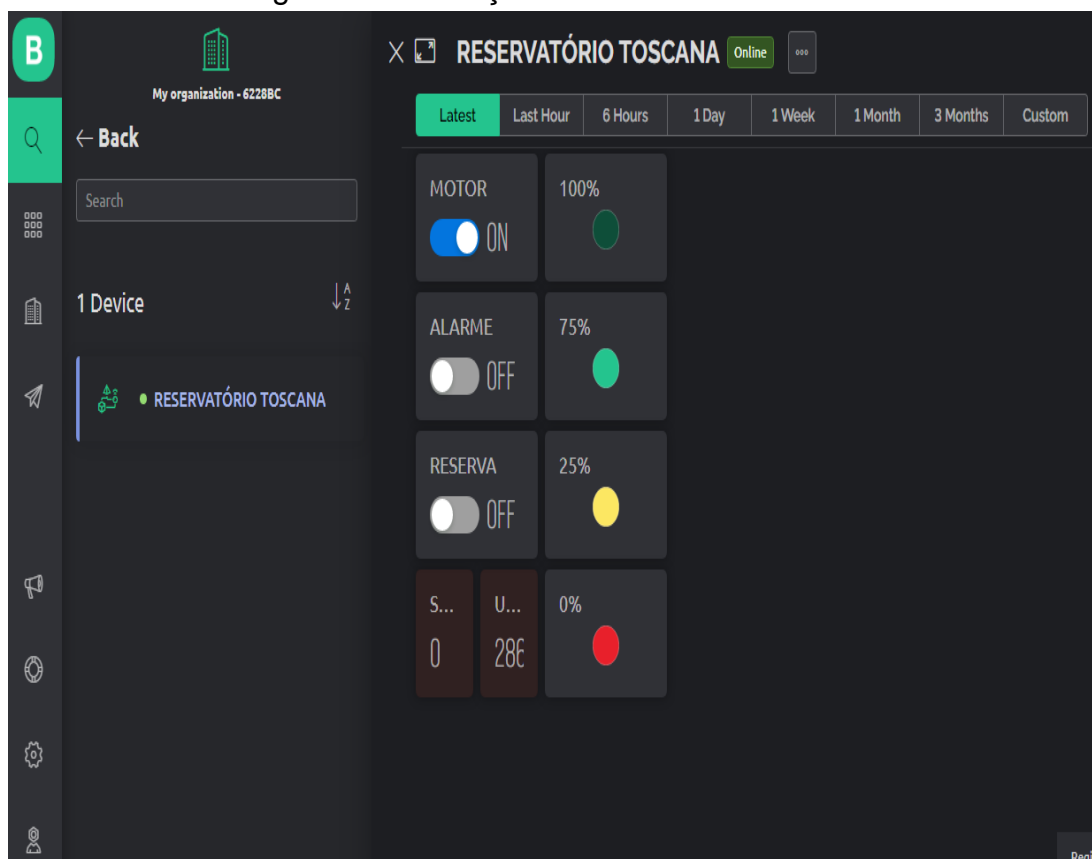 B
My organization - 6228BC
← Back
Search
1 Device
A
Z
RESERVATÓRIO TOSCANA
RESERVATÓRIO TOSCANA Online
Latest Last Hour 6 Hours 1 Day 1 Week 1 Month 3 Months Custom
MOTOR 100%
ON
ALARME 75%
OFF
RESERVA 25%
OFF
S... U... 0%
0 286